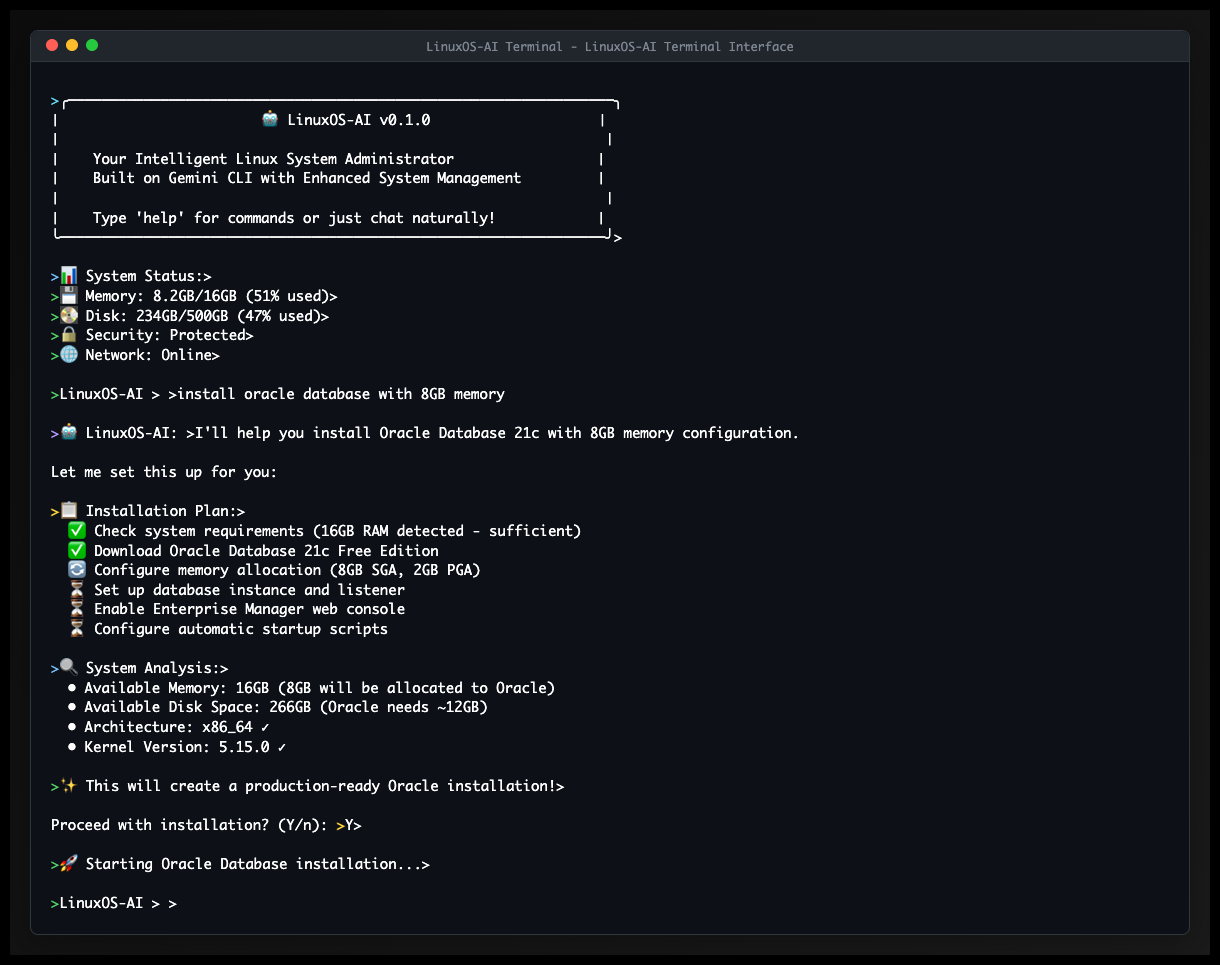 LinuxOS-AI Terminal - LinuxOS-AI Terminal Interface
>╭─────────────────────────────────────────────────────────────────╮
| 🤖 LinuxOS-AI v0.1.0 |
| |
| Your Intelligent Linux System Administrator |
| Built on Gemini CLI with Enhanced System Management |
| |
| Type 'help' for commands or just chat naturally! |
╰─────────────────────────────────────────────────────────────────╯>
>📊 System Status:>
>💾 Memory: 8.2GB/16GB (51% used)>
>💿 Disk: 234GB/500GB (47% used)>
>🔒 Security: Protected>
>🌐 Network: Online>
>LinuxOS-AI > >install oracle database with 8GB memory
>🤖 LinuxOS-AI: >I'll help you install Oracle Database 21c with 8GB memory configuration.
Let me set this up for you:
>📋 Installation Plan:>
✅ Check system requirements (16GB RAM detected - sufficient)
✅ Download Oracle Database 21c Free Edition
🔄 Configure memory allocation (8GB SGA, 2GB PGA)
⏳ Set up database instance and listener
⏳ Enable Enterprise Manager web console
⏳ Configure automatic startup scripts
>🔍 System Analysis:>
• Available Memory: 16GB (8GB will be allocated to Oracle)
• Available Disk Space: 266GB (Oracle needs ~12GB)
• Architecture: x86_64 ✓
• Kernel Version: 5.15.0 ✓
>✨ This will create a production-ready Oracle installation!>
Proceed with installation? (Y/n): >Y>
>🚀 Starting Oracle Database installation...>
>LinuxOS-AI > >